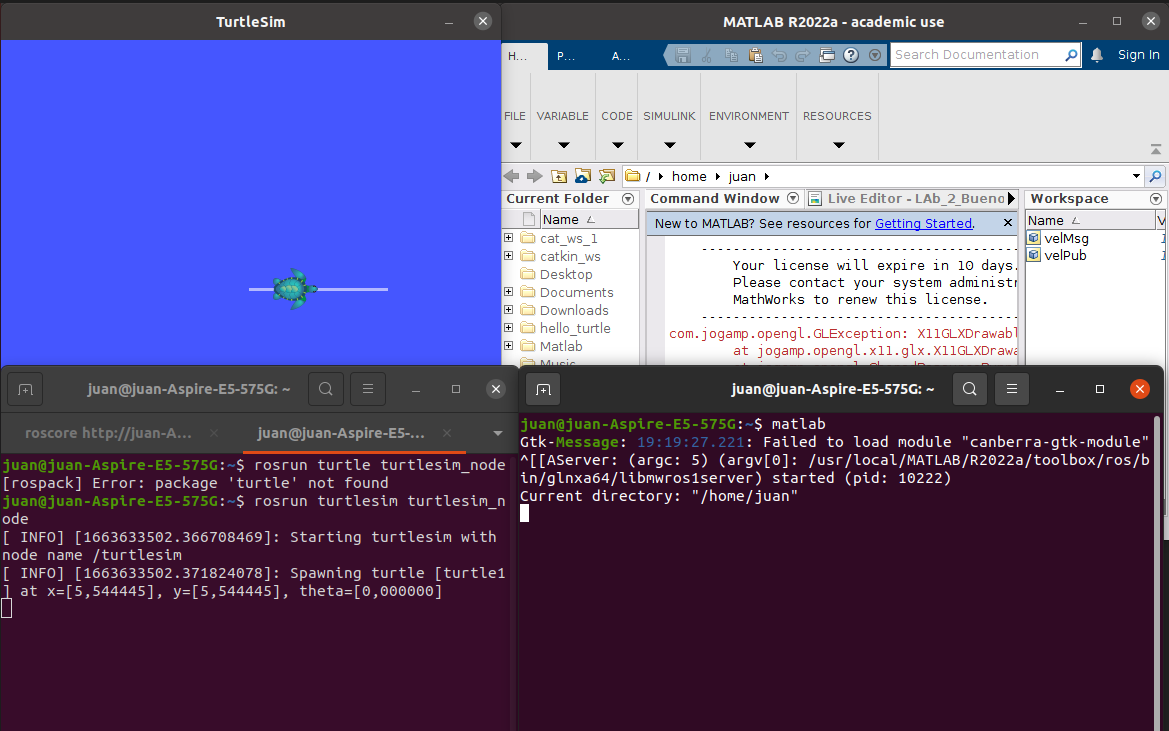 TurtleSim
MATLAB R2022a - academic use
H... P... A...
Search Documentation
Sign In
FILE VARIABLE CODE SIMULINK ENVIRONMENT RESOURCES
/ home juan
Current Folder
Name
cat_ws_1
catkin_ws
Desktop
Documents
Downloads
hello_turtle
Matlab
Music
Command Window
Live Editor - LAb_2_Bueno
New to MATLAB? See resources for Getting Started.
----------------------------------------
Your license will expire in 10 days.
Please contact your system administr
MathWorks to renew this license.
----------------------------------------
com.jogamp.opengl.GLException: X11GLXDrawabl
at jogamp.opengl.x11.glx.X11GLXDrawa
Workspace
Name V
velMsg
velPub
juan@juan-Aspire-E5-575G: ~
roscore http://juan-A...
juan@juan-Aspire-E5-...
juan@juan-Aspire-E5-575G:~$ rosrun turtle turtlesim_node
[rospack] Error: package 'turtle' not found
juan@juan-Aspire-E5-575G:~$ rosrun turtlesim turtlesim_n
ode
[ INFO] [1663633502.366708469]: Starting turtlesim with
node name /turtlesim
[ INFO] [1663633502.371824078]: Spawning turtle [turtle1
] at x=[5,544445], y=[5,544445], theta=[0,000000]
juan@juan-Aspire-E5-575G: ~
juan@juan-Aspire-E5-575G:~$ matlab
Gtk-Message: 19:19:27.221: Failed to load module "canberra-gtk-module"
^[[AServer: (argc: 5) (argv[0]: /usr/local/MATLAB/R2022a/toolbox/ros/b
in/glnxa64/libmwros1server) started (pid: 10222)
Current directory: "/home/juan"